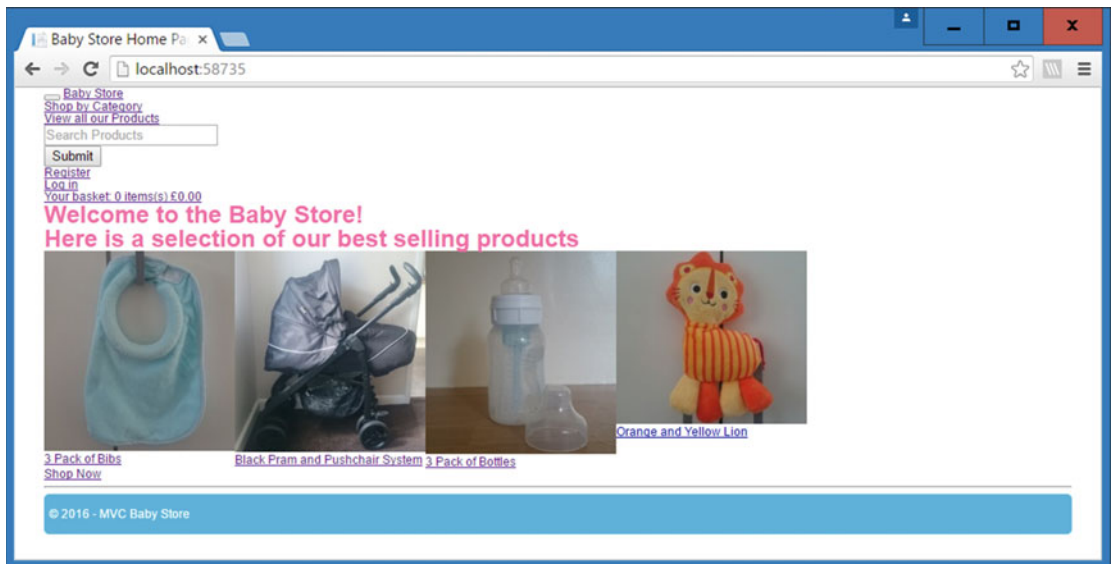 Baby Store Home Pa
localhost:58735
Baby Store
Shop by Category
View all our Products
Search Products
Submit
Register
Log in
Your basket: 0 items(s) £0.00
Welcome to the Baby Store!
Here is a selection of our best selling products
Orange and Yellow Lion
3 Pack of Bibs
Black Pram and Pushchair System
3 Pack of Bottles
Shop Now
© 2016 - MVC Baby Store